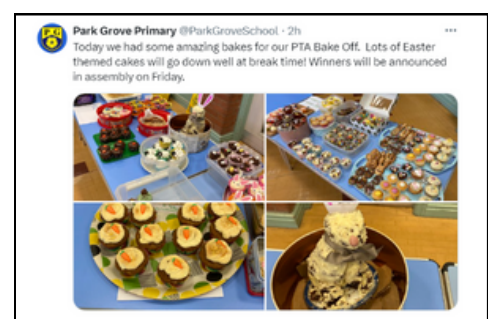 Park Grove Primary @ParkGroveSchool · 2h
Today we had some amazing bakes for our PTA Bake Off. Lots of Easter
themed cakes will go down well at break time! Winners will be announced
in assembly on Friday.